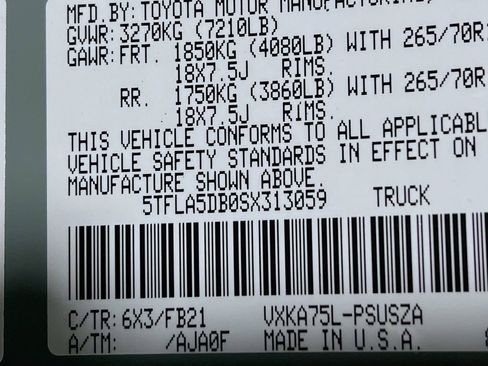 MFD.BY:TOYOTA MOTOR MANUFACTURING,
GVWR:3270KG (7210LB)
GAWR:FRT. 1850KG (4080LB) WITH 265/70R
18X7.5J RIMS.
RR. 1750KG (3860LB) WITH 265/70R
18X7.5J RIMS.
THIS VEHICLE CONFORMS TO ALL APPLICABL
VEHICLE SAFETY STANDARDS IN EFFECT ON
MANUFACTURE SHOWN ABOVE.
5TFLA5DB0SX313059 TRUCK
C/TR:6X3/FB21 VXKA75L-PSUSZA
A/TM: /AJA0F MADE IN U.S.A.